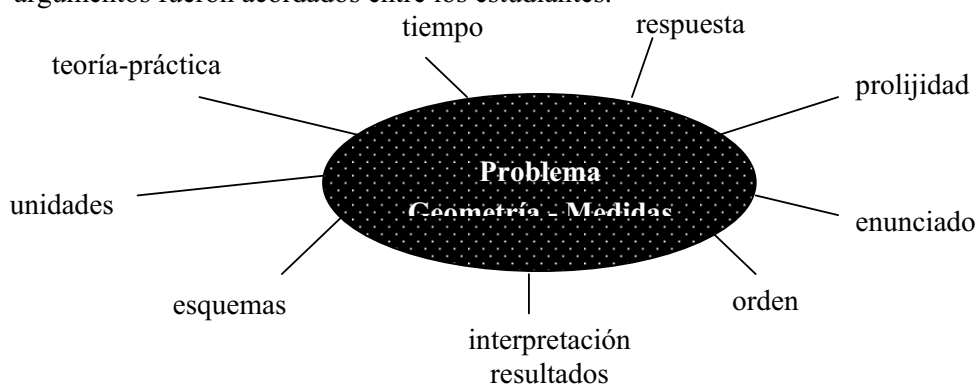 argumentos fueron acordados entre los estudiantes.
tiempo
respuesta
teoría-práctica
prolijidad
Problema
Geometría - Medidas
unidades
enunciado
esquemas
orden
interpretación
resultados